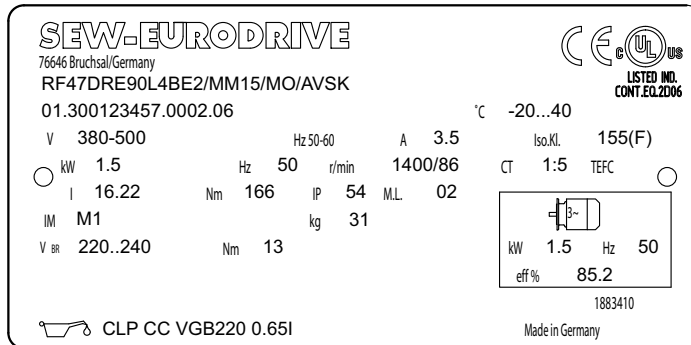 SEW-EURODRIVE
76646 Bruchsal/Germany
CE c UL US
LISTED IND.
CONT.EQ.2D06
RF47DRE90L4BE2/MM15/MO/AVSK
01.300123457.0002.06 °C -20...40
V 380-500 Hz 50-60 A 3.5 Iso.Kl. 155(F)
kW 1.5 Hz 50 r/min 1400/86 CT 1:5 TEFC
I 16.22 Nm 166 IP 54 M.L. 02
IM M1 kg 31
3~
V BR 220..240 Nm 13
kW 1.5 Hz 50
eff % 85.2
1883410
CLP CC VGB220 0.65l
Made in Germany